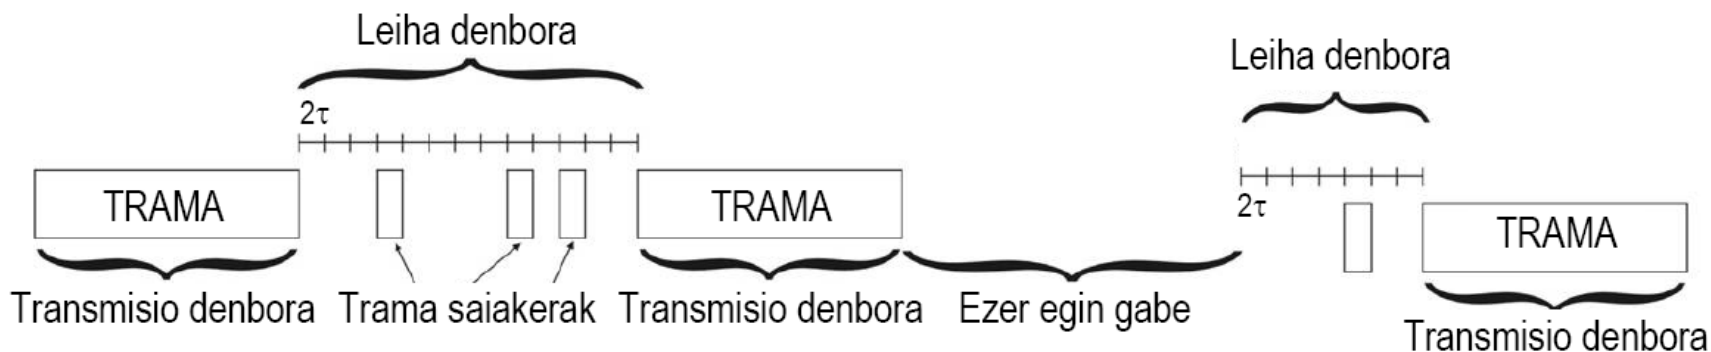 Leiha denbora
Leiha denbora
2τ
TRAMA
TRAMA
2τ
TRAMA
Transmisio denbora
Trama saiakerak
Transmisio denbora
Ezer egin gabe
Transmisio denbora